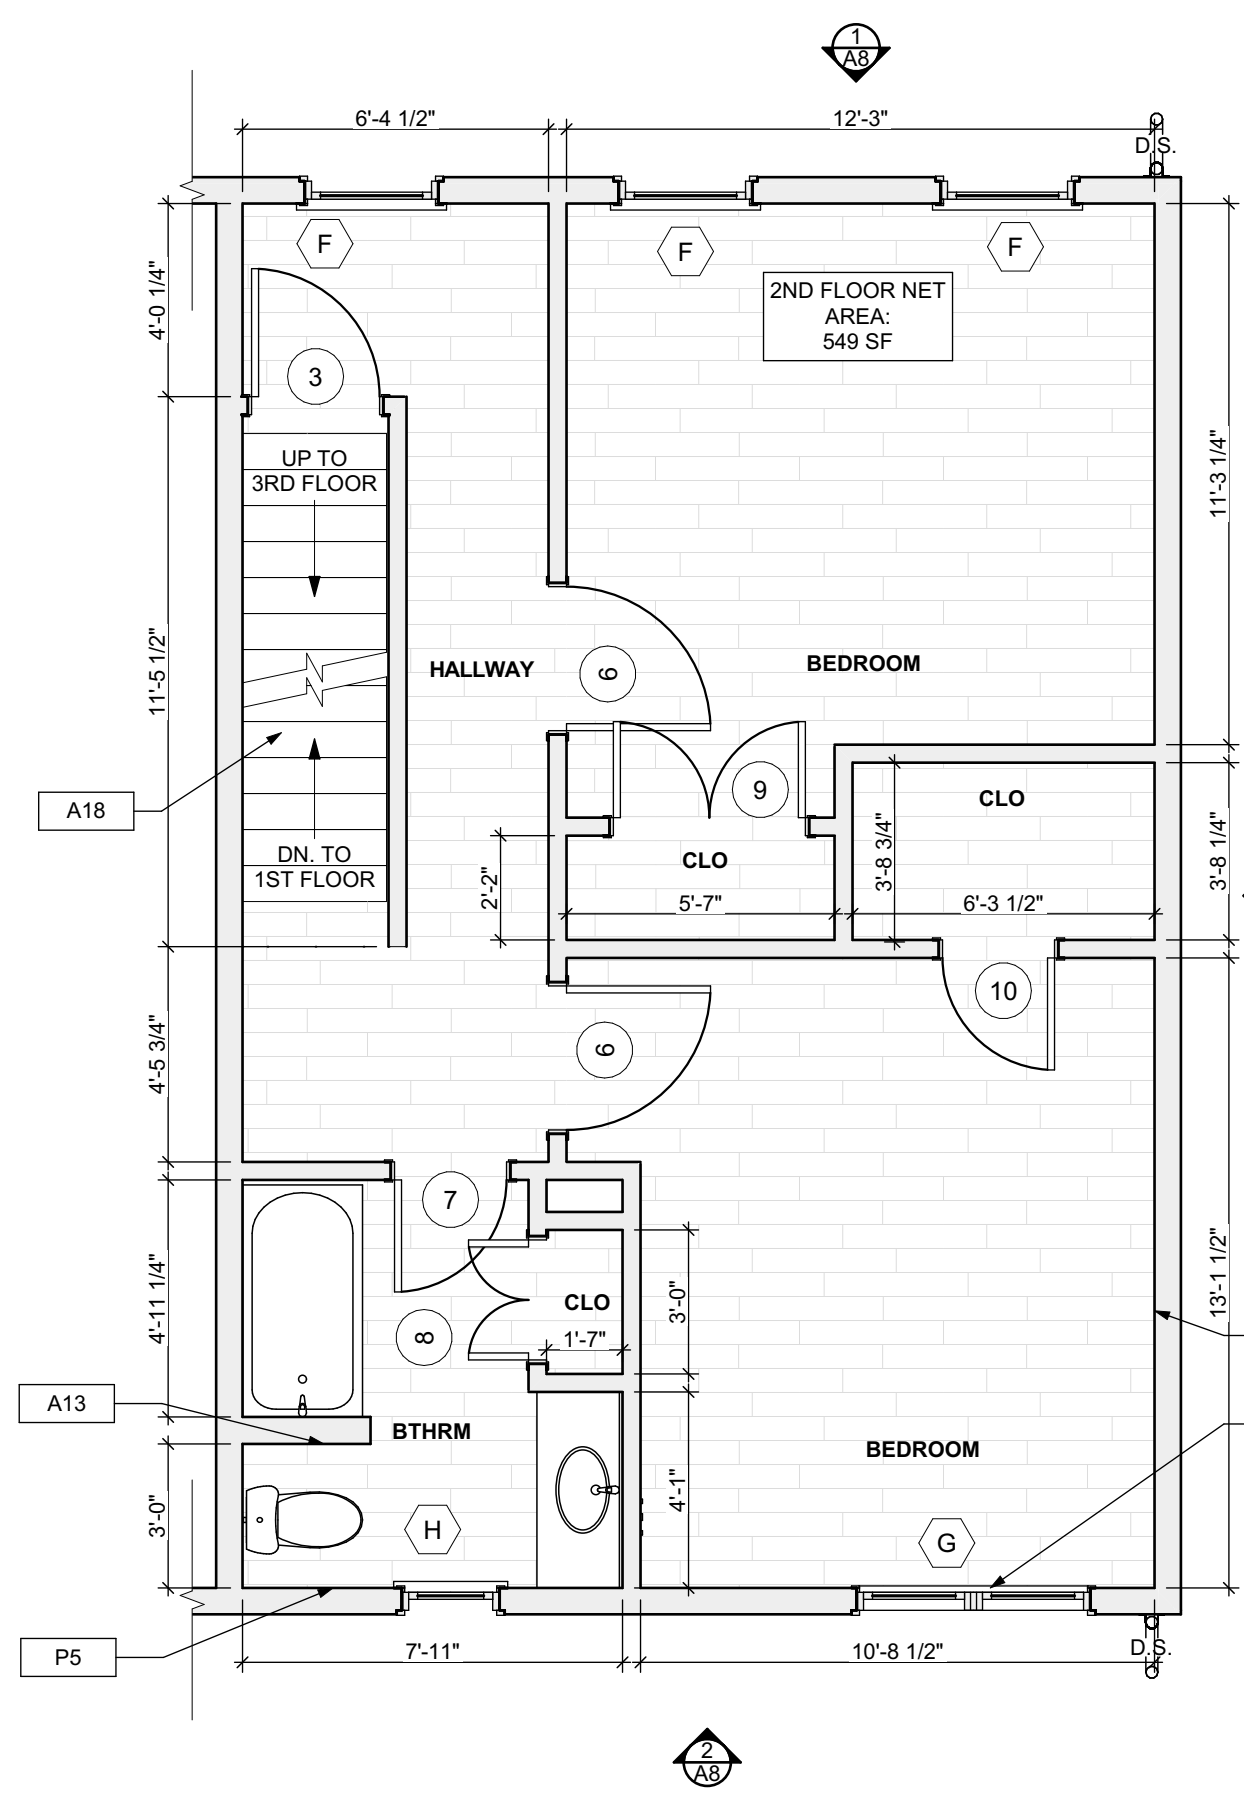 1
A8
6'-4 1/2"
12'-3"
D.S.
F
F
F
2ND FLOOR NET
AREA:
549 SF
4'-0 1/4"
3
UP TO
3RD FLOOR
11'-3 1/4"
11'-5 1/2"
HALLWAY
6
BEDROOM
A18
9
CLO
DN. TO
1ST FLOOR
2'-2"
CLO
3'-8 3/4"
3'-8 1/4"
5'-7"
6'-3 1/2"
10
4'-5 3/4"
6
7
13'-1 1/2"
4'-11 1/4"
CLO
3'-0"
8
1'-7"
A13
BTHRM
BEDROOM
4'-1"
3'-0"
H
G
P5
7'-11"
10'-8 1/2"
D.S.
2
A8